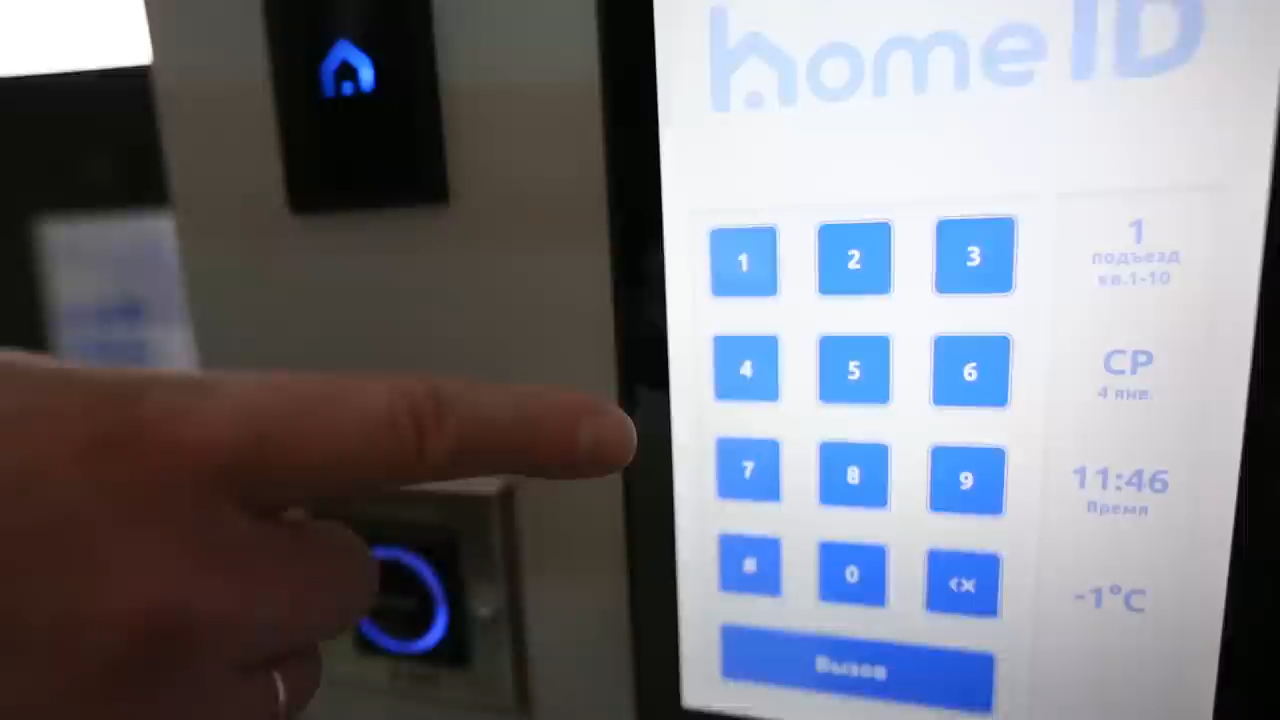 home ID
1 2 3
4 5 6
7 8 9
# 0 <x
Вызов
1
подъезд
кв.1-10
СР
4 янв.
11:46
Время
-1°C